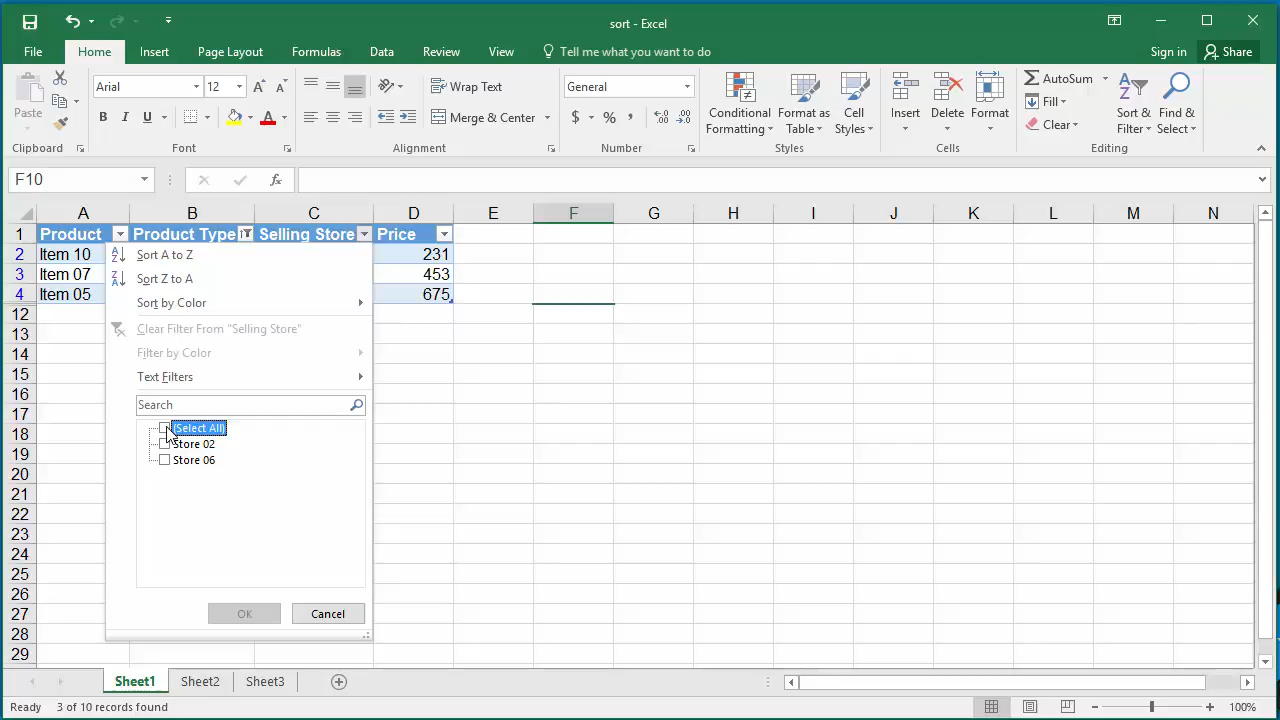 sort - Excel
File Home Insert Page Layout Formulas Data Review View Tell me what you want to do Sign in Share
Paste
Clipboard
Arial 12
B I U
Font
Wrap Text
Merge & Center
Alignment
General
$ % , .00 .0
Number
Conditional Formatting
Format as Table
Cell Styles
Styles
Insert Delete Format
Cells
AutoSum
Fill
Clear
Sort & Filter
Find & Select
Editing
F10 fx
A B C D E F G H I J K L M N
1 Product Product Type Selling Store Price
2 Item 10 231
3 Item 07 453
4 Item 05 675
12
13
14
15
16
17
18
19
20
21
22
23
24
25
26
27
28
29
Sort A to Z
Sort Z to A
Sort by Color
Clear Filter From "Selling Store"
Filter by Color
Text Filters
Search
(Select All)
Store 02
Store 06
OK Cancel
Sheet1 Sheet2 Sheet3
Ready 3 of 10 records found 100%